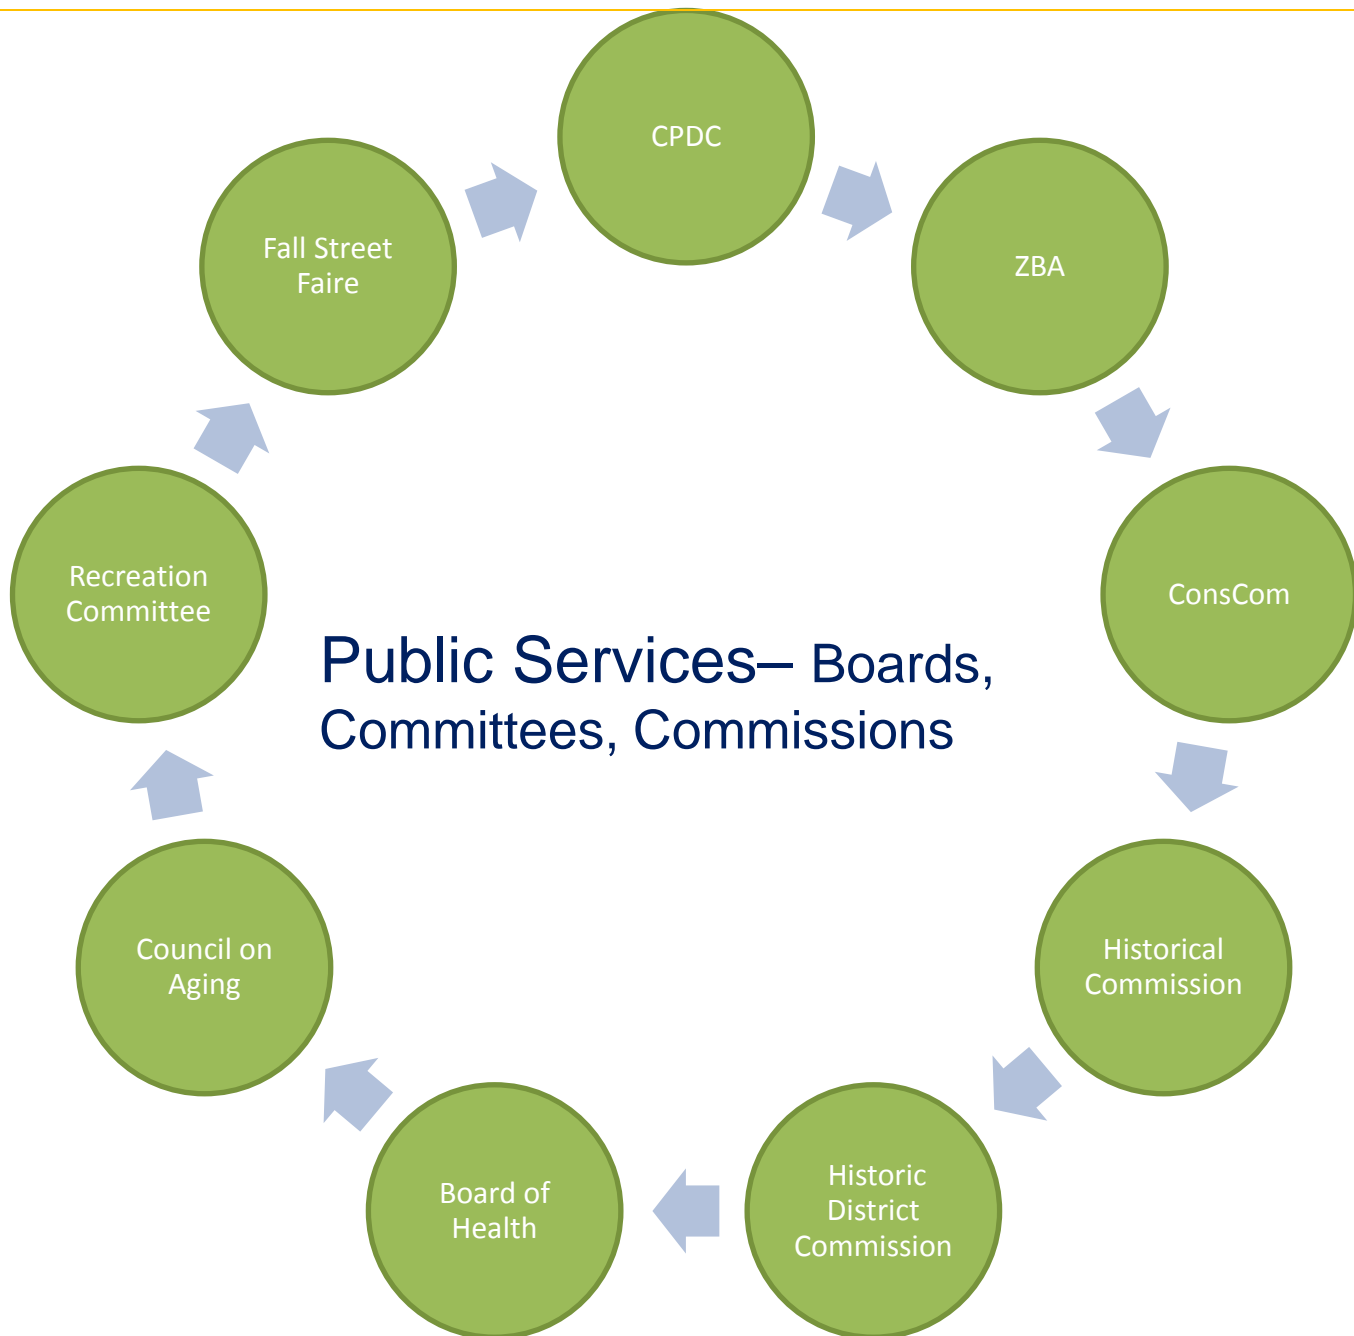 CPDC
ZBA
ConsCom
Historical
Commission
Historic
District
Commission
Board of
Health
Council on
Aging
Recreation
Committee
Fall Street
Faire
Public Services– Boards,
Committees, Commissions